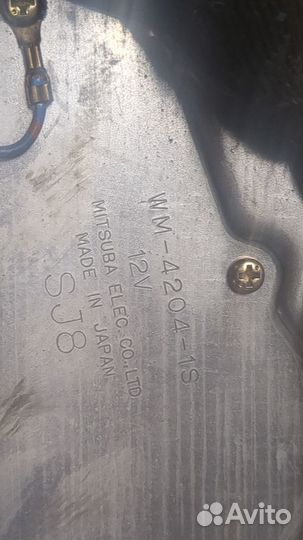 WM-4204-1S
12V
MITSUBA ELEC.CO.,LTD.
MADE IN JAPAN
SJ8
Avito